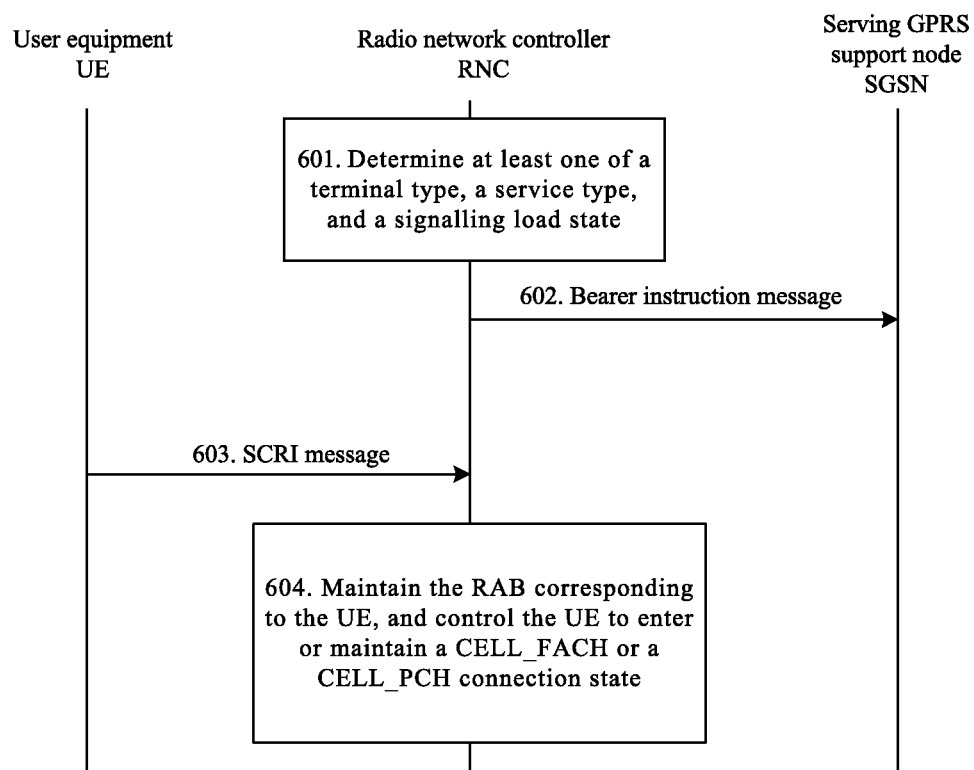 User equipment
UE
Radio network controller
RNC
Serving GPRS
support node
SGSN
601. Determine at least one of a
terminal type, a service type,
and a signalling load state
602. Bearer instruction message
603. SCRI message
604. Maintain the RAB corresponding
to the UE, and control the UE to enter
or maintain a CELL_FACH or a
CELL_PCH connection state